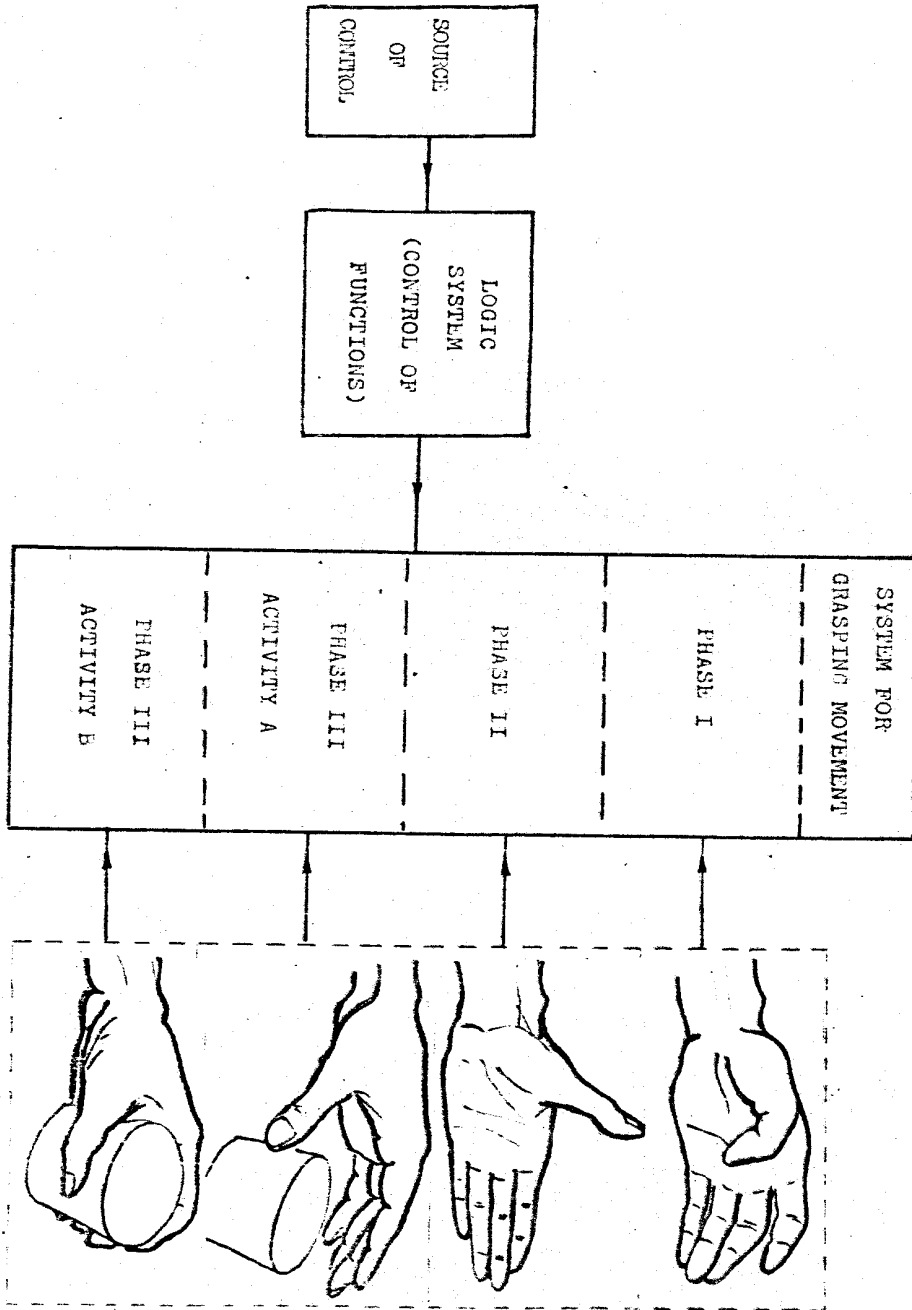 SOURCE
OF
CONTROL
LOGIC
SYSTEM
(CONTROL OF
FUNCTIONS)
SYSTEM FOR
GRASPING MOVEMENT
PHASE I
PHASE II
PHASE III
ACTIVITY A
PHASE III
ACTIVITY B